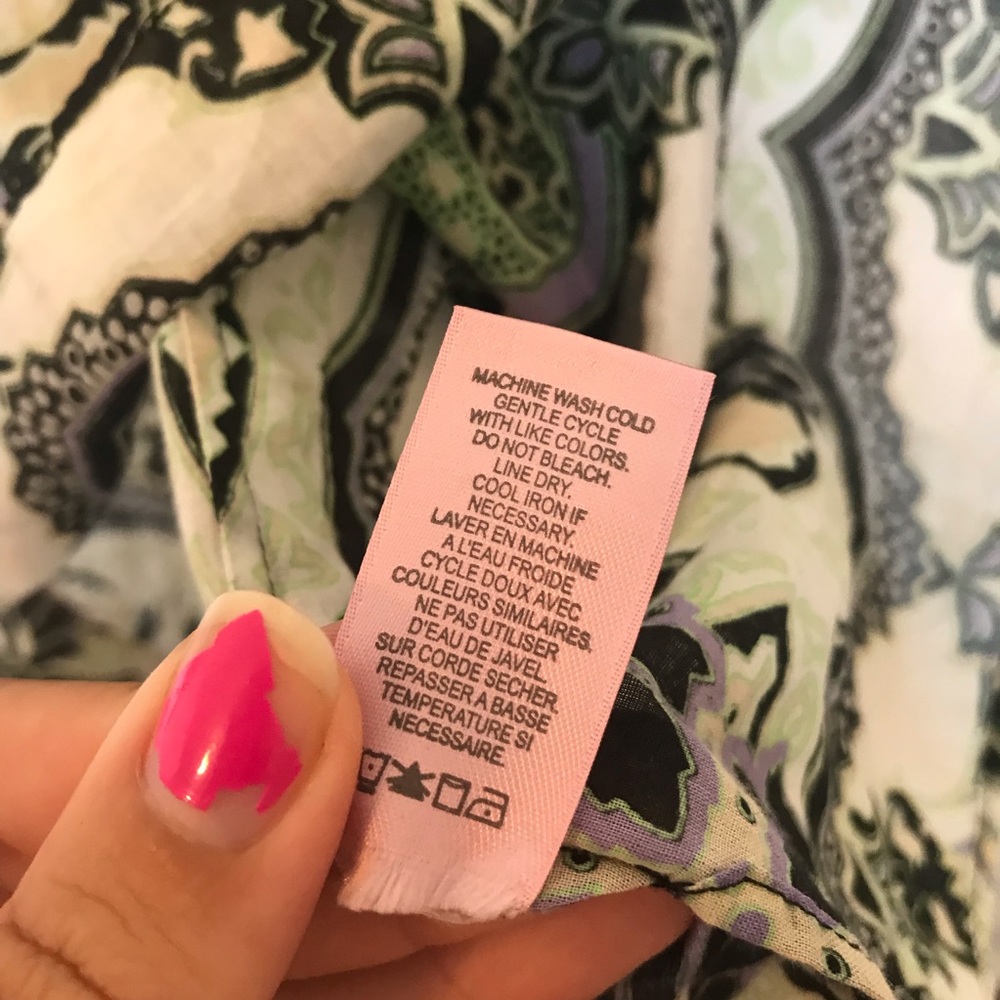 MACHINE WASH COLD
GENTLE CYCLE
WITH LIKE COLORS.
DO NOT BLEACH.
LINE DRY.
COOL IRON IF
NECESSARY.
LAVER EN MACHINE
A L'EAU FROIDE
CYCLE DOUX AVEC
COULEURS SIMILAIRES.
NE PAS UTILISER
D'EAU DE JAVEL
SUR CORDE SECHER
REPASSER A BASSE
TEMPERATURE SI
NECESSAIRE.